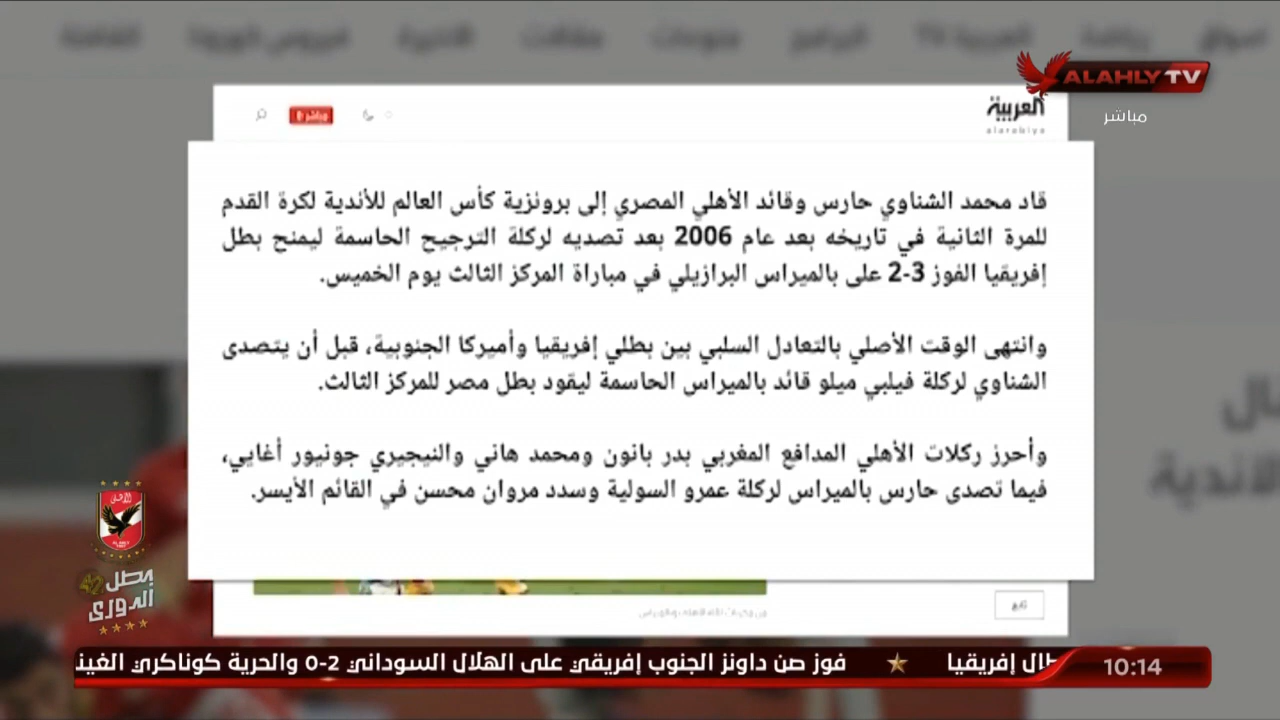 ALAHLY TV
مباشر
العربية
alarabiya
مباشر
قاد محمد الشناوي حارس وقائد الأهلي المصري إلى برونزية كأس العالم للأندية لكرة القدم
للمرة الثانية في تاريخه بعد عام 2006 بعد تصديه لركلة الترجيح الحاسمة ليمنح بطل
إفريقيا الفوز 3-2 على بالميراس البرازيلي في مباراة المركز الثالث يوم الخميس.
وانتهى الوقت الأصلي بالتعادل السلبي بين بطلي إفريقيا وأميركا الجنوبية، قبل أن يتصدى
الشناوي لركلة فيلبي ميلو قائد بالميراس الحاسمة ليقود بطل مصر للمركز الثالث.
وأحرز ركلات الأهلي المدافع المغربي بدر بانون ومحمد هاني والنيجيري جونيور أغايي،
فيما تصدى حارس بالميراس لركلة عمرو السولية وسدد مروان محسن في القائم الأيسر.
تابع
بطل
الدوري
طال إفريقيا ★ فوز صن داونز الجنوب إفريقي على الهلال السوداني 2-0 والحرية كوناكري الغين
10:14